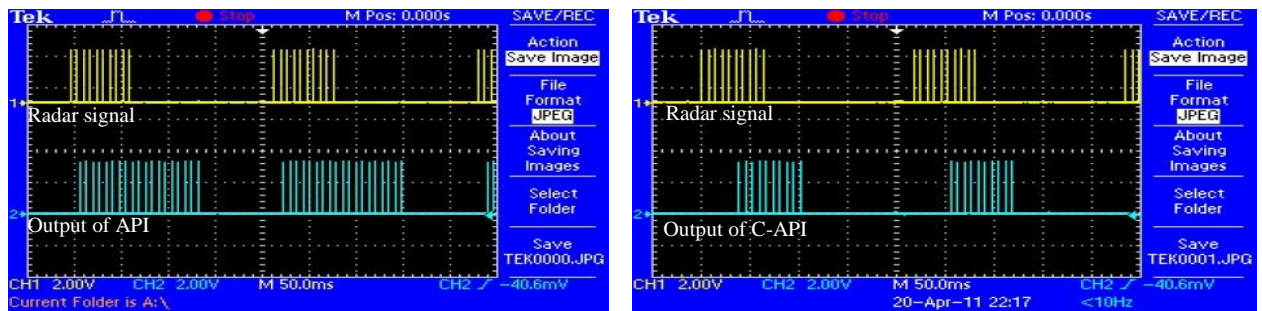 Tek Stop M Pos: 0.000s SAVE/REC
Action
Save Image
File
Format
JPEG
About
Saving
Images
Select
Folder
Save
TEK0000.JPG
1
Radar signal
2
Output of API
CH1 2.00V CH2 2.00V M 50.0ms CH2 -40.6mV
Current Folder is A:\
Tek Stop M Pos: 0.000s SAVE/REC
Action
Save Image
File
Format
JPEG
About
Saving
Images
Select
Folder
Save
TEK0001.JPG
1
Radar signal
2
Output of C-API
CH1 2.00V CH2 2.00V M 50.0ms CH2 -40.6mV
20-Apr-11 22:17 <10Hz